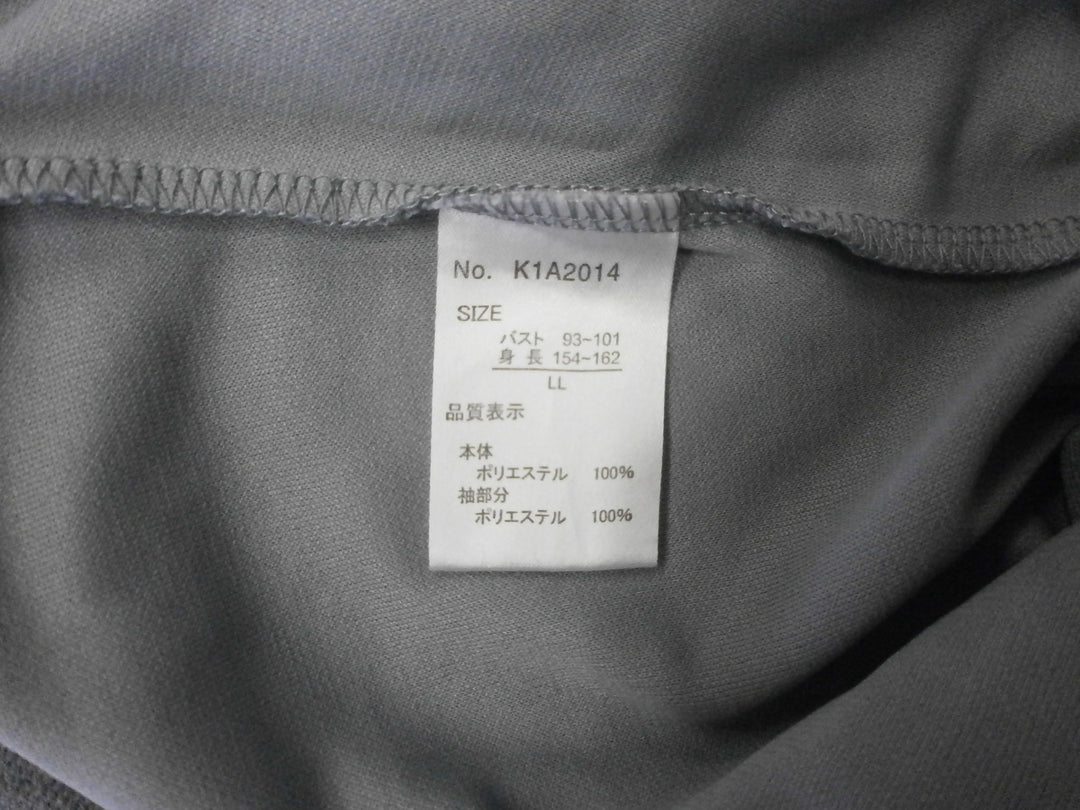 No. K1A2014
SIZE
バスト 93~101
身長 154~162
LL
品質表示
本体
ポリエステル 100%
袖部分
ポリエステル 100%